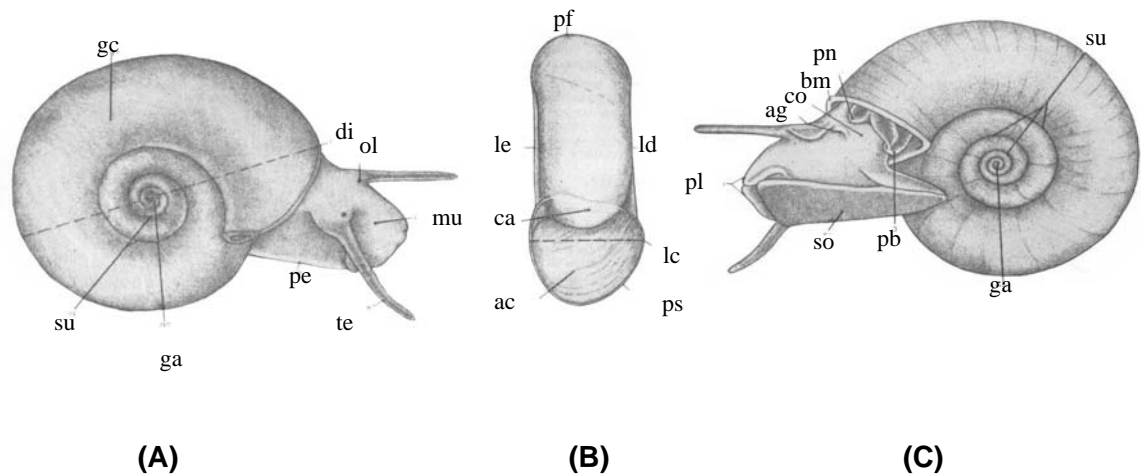 gc
di
ol
mu
pe
te
su
ga
(A)
pf
le
ld
ca
lc
ac
ps
(B)
su
pn
bm
co
ag
pl
so
pb
ga
(C)